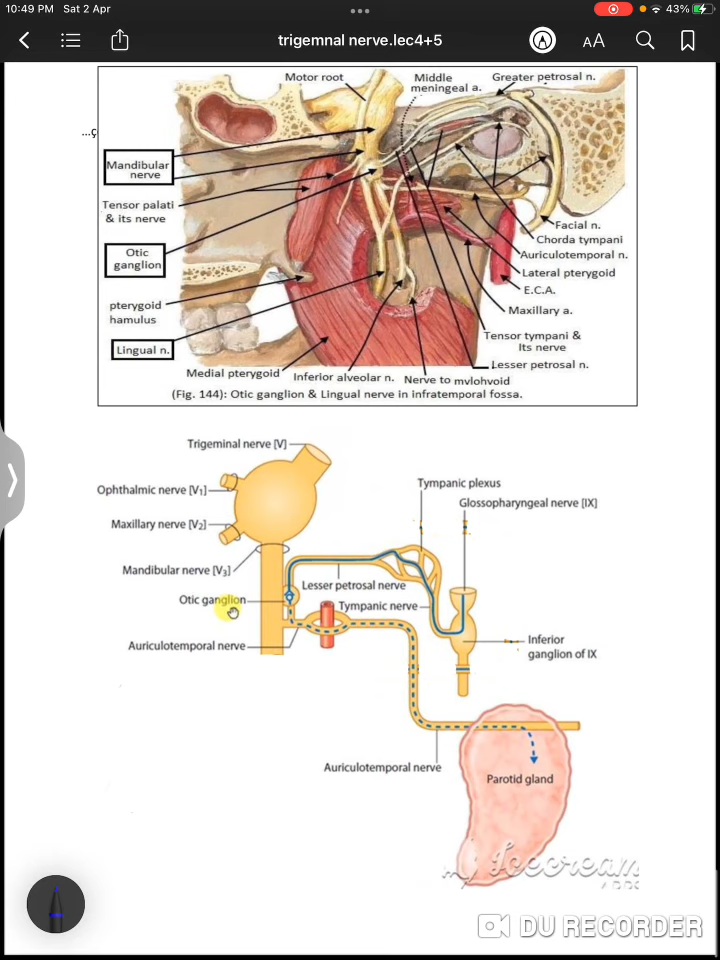 10:49 PM Sat 2 Apr
43%
trigemnal nerve.lec4+5
AA
Motor root
Middle
meningeal a.
Greater petrosal n.
...ç
Mandibular
nerve
Tensor palati
& its nerve
Otic
ganglion
pterygoid
hamulus
Lingual n.
Facial n.
Chorda tympani
Auriculotemporal n.
Lateral pterygoid
E.C.A.
Maxillary a.
Tensor tympani &
Its nerve
Lesser petrosal n.
Medial pterygoid
Inferior alveolar n.
Nerve to mvlohvoid
(Fig. 144): Otic ganglion & Lingual nerve in infratemporal fossa.
Trigeminal nerve [V]
Ophthalmic nerve [V1]
Maxillary nerve [V2]
Mandibular nerve [V3]
Otic ganglion
Auriculotemporal nerve
Tympanic plexus
Glossopharyngeal nerve [IX]
Lesser petrosal nerve
Tympanic nerve
Inferior
ganglion of IX
Auriculotemporal nerve
Parotid gland
DU RECORDER